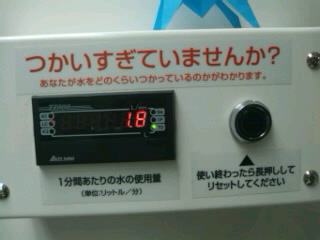 つかいすぎていませんか?
あなたが水をどのくらいつかっているのかがわかります。
1.8
1分間あたりの水の使用量
(単位:リットル/分)
使い終わったら長押しして
リセットしてください